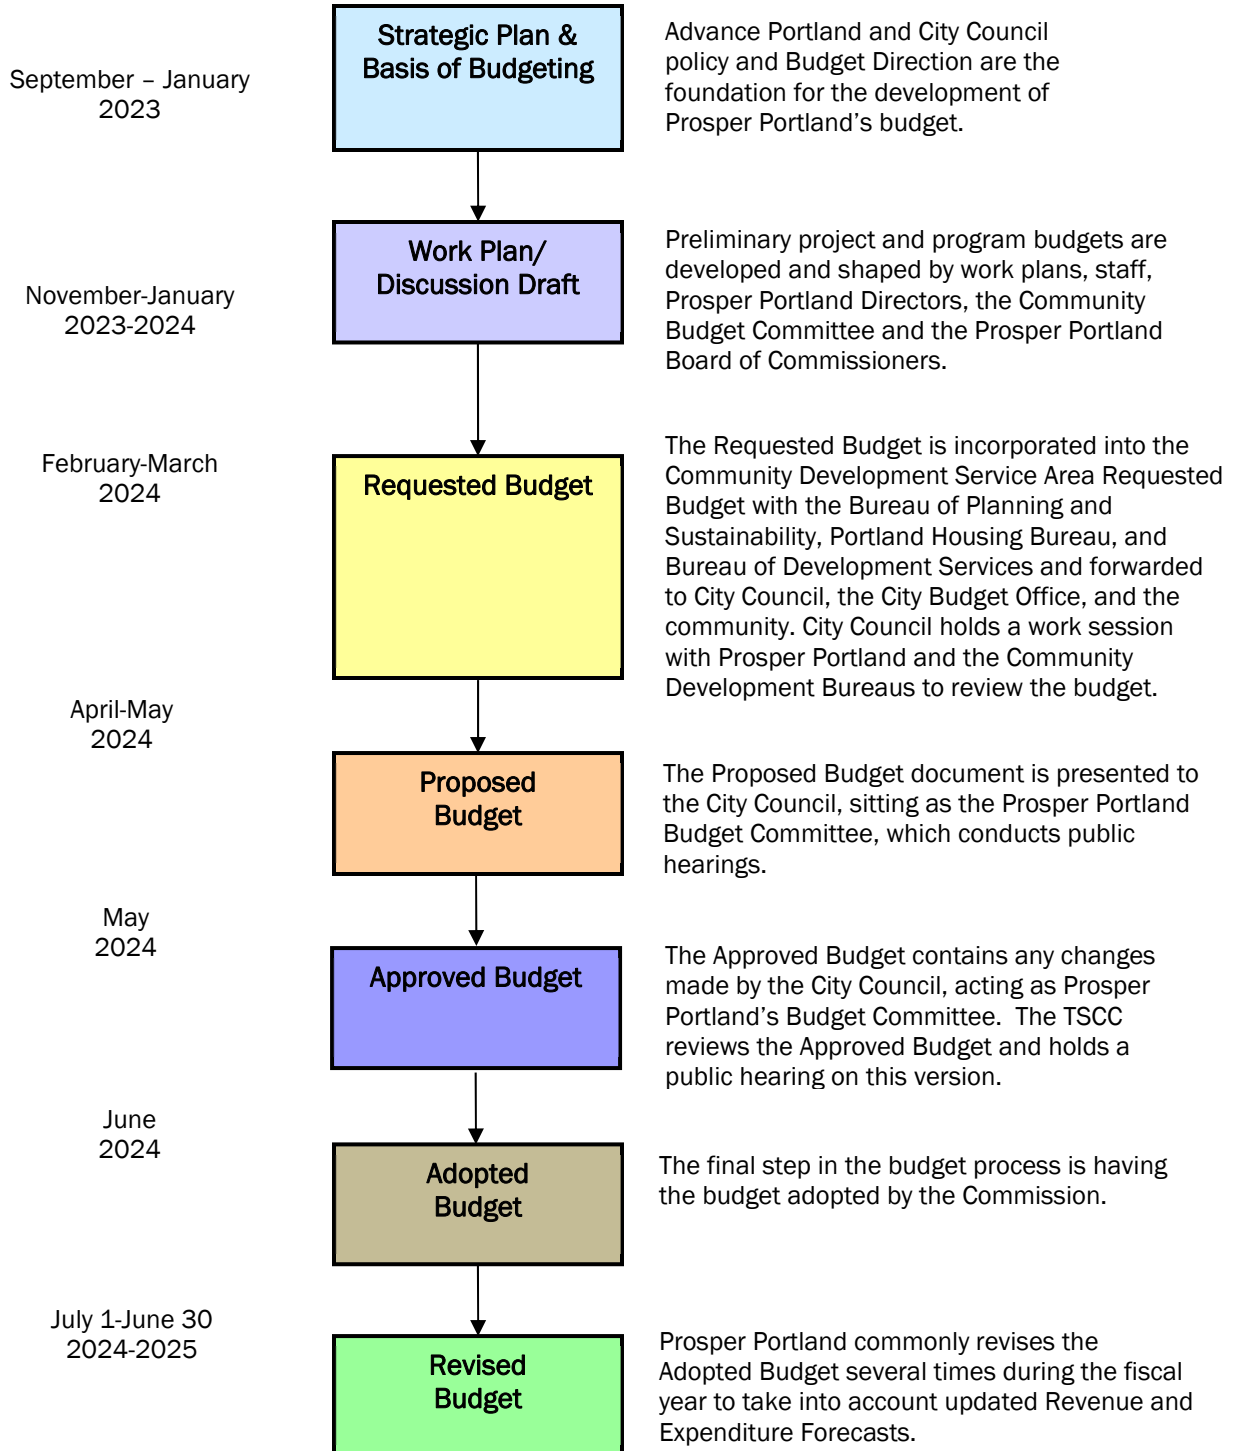 September – January
2023
Strategic Plan &
Basis of Budgeting
Advance Portland and City Council
policy and Budget Direction are the
foundation for the development of
Prosper Portland’s budget.
November-January
2023-2024
Work Plan/
Discussion Draft
Preliminary project and program budgets are
developed and shaped by work plans, staff,
Prosper Portland Directors, the Community
Budget Committee and the Prosper Portland
Board of Commissioners.
February-March
2024
Requested Budget
The Requested Budget is incorporated into the
Community Development Service Area Requested
Budget with the Bureau of Planning and
Sustainability, Portland Housing Bureau, and
Bureau of Development Services and forwarded
to City Council, the City Budget Office, and the
community. City Council holds a work session
with Prosper Portland and the Community
Development Bureaus to review the budget.
April-May
2024
Proposed
Budget
The Proposed Budget document is presented to
the City Council, sitting as the Prosper Portland
Budget Committee, which conducts public
hearings.
May
2024
Approved Budget
The Approved Budget contains any changes
made by the City Council, acting as Prosper
Portland’s Budget Committee.  The TSCC
reviews the Approved Budget and holds a
public hearing on this version.
June
2024
Adopted
Budget
The final step in the budget process is having
the budget adopted by the Commission.
July 1-June 30
2024-2025
Revised
Budget
Prosper Portland commonly revises the
Adopted Budget several times during the fiscal
year to take into account updated Revenue and
Expenditure Forecasts.